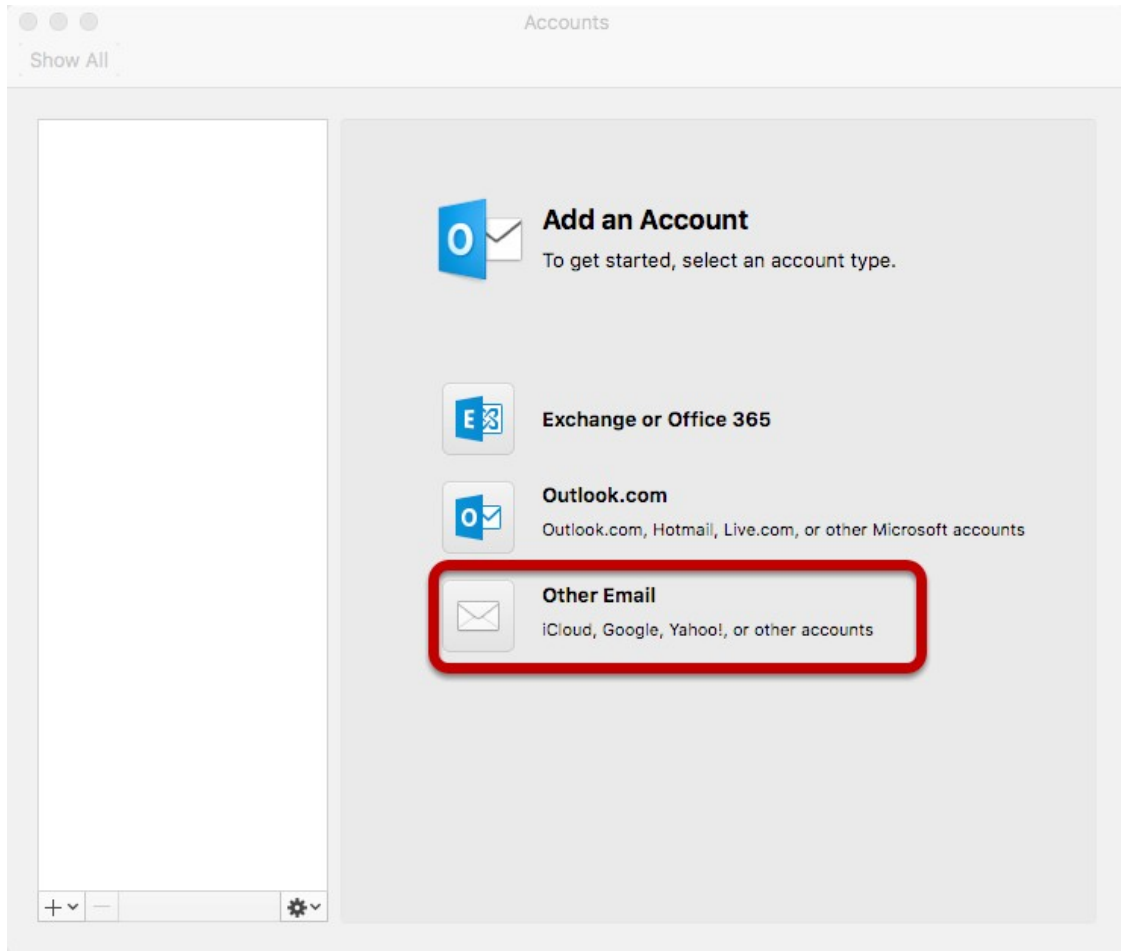 Accounts
Show All
Add an Account
To get started, select an account type.
Exchange or Office 365
Outlook.com
Outlook.com, Hotmail, Live.com, or other Microsoft accounts
Other Email
iCloud, Google, Yahoo!, or other accounts